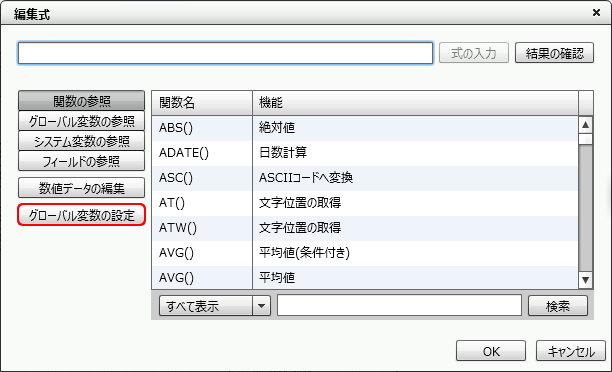 編集式
式の入力 結果の確認
関数の参照
グローバル変数の参照
システム変数の参照
フィールドの参照
数値データの編集
グローバル変数の設定
関数名 機能
ABS() 絶対値
ADATE() 日数計算
ASC() ASCIIコードへ変換
AT() 文字位置の取得
ATW() 文字位置の取得
AVG() 平均値(条件付き)
AVG() 平均値
すべて表示 検索
OK キャンセル